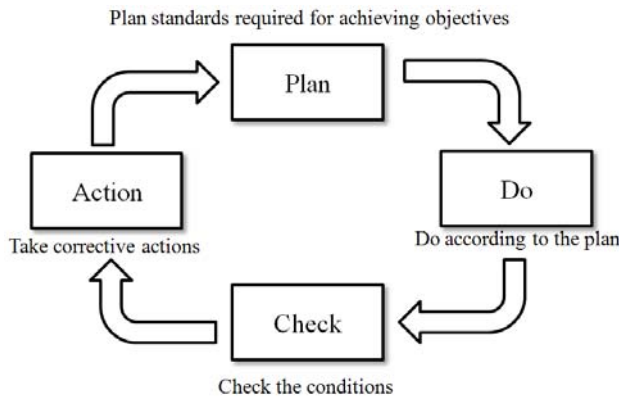 Plan standards required for achieving objectives
Plan
Do
Do according to the plan
Check
Check the conditions
Action
Take corrective actions